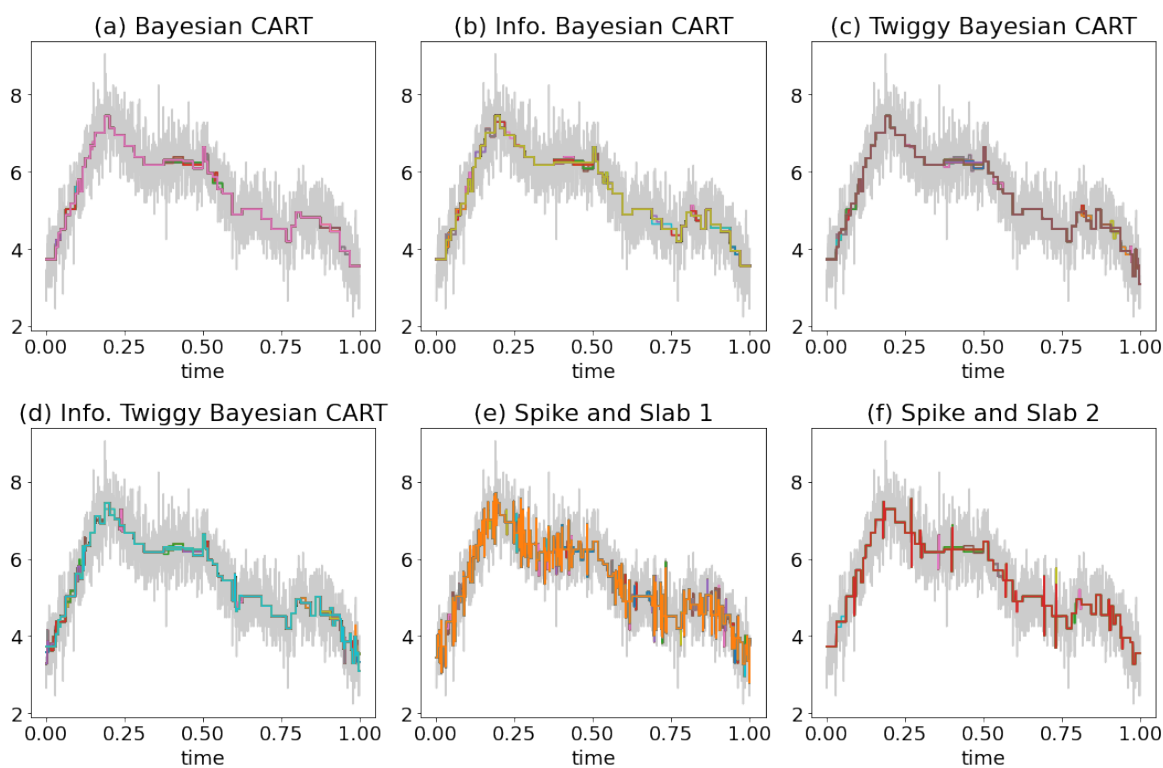 (a) Bayesian CART
(b) Info. Bayesian CART
(c) Twiggy Bayesian CART
8
6
4
2
0.00 0.25 0.50 0.75 1.00
time
8
6
4
2
0.00 0.25 0.50 0.75 1.00
time
8
6
4
2
0.00 0.25 0.50 0.75 1.00
time
(d) Info. Twiggy Bayesian CART
(e) Spike and Slab 1
(f) Spike and Slab 2
8
6
4
2
0.00 0.25 0.50 0.75 1.00
time
8
6
4
2
0.00 0.25 0.50 0.75 1.00
time
8
6
4
2
0.00 0.25 0.50 0.75 1.00
time